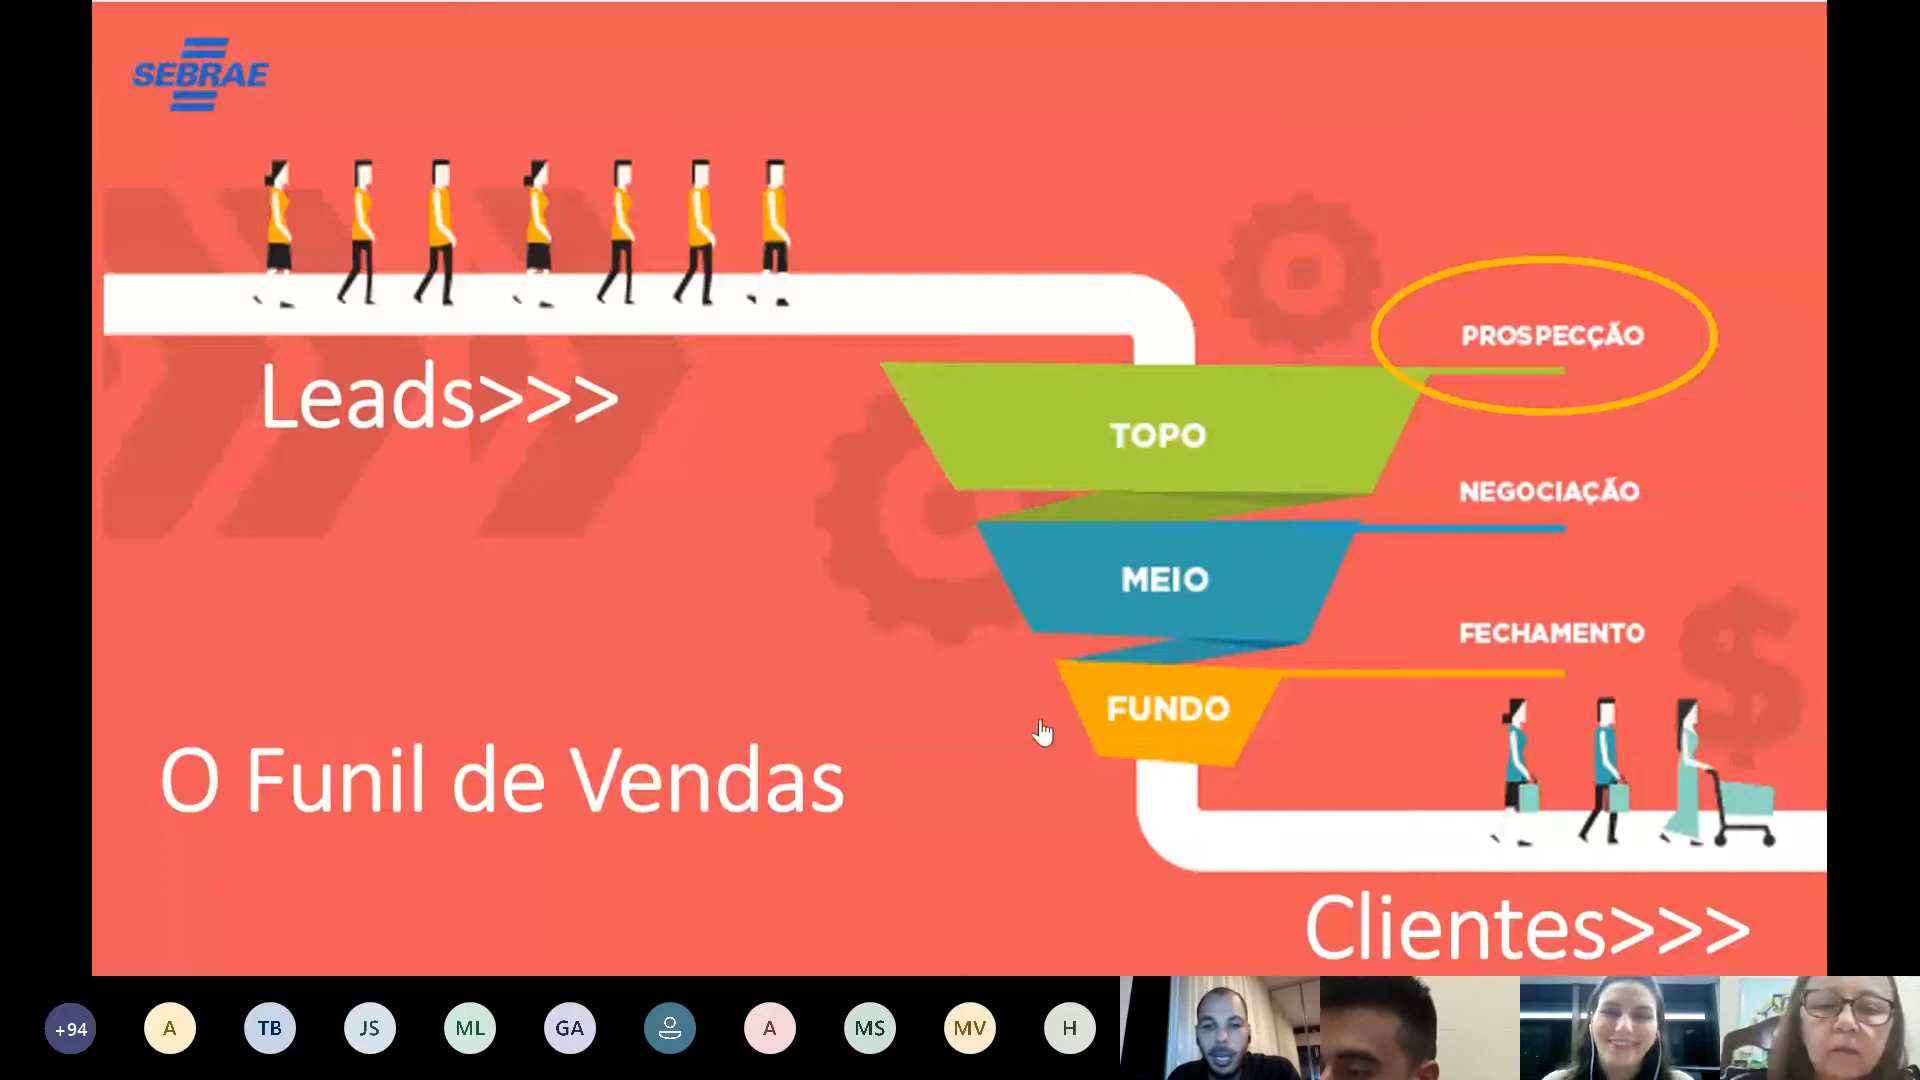 SEBRAE
Leads>>>
PROSPECÇÃO
TOPO
NEGOCIAÇÃO
MEIO
FECHAMENTO
FUNDO
O Funil de Vendas
Clientes>>>
+94
A
TB
JS
ML
GA
A
MS
MV
H